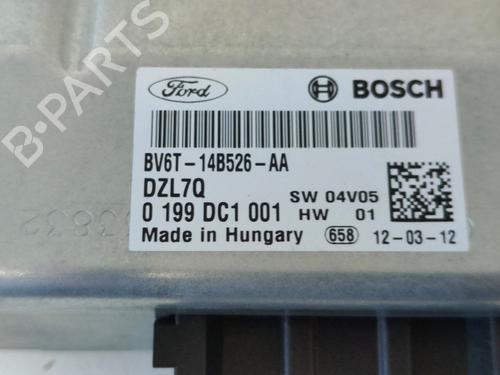 B-PARTS
Ford
BOSCH
BV6T-14B526-AA
DZL7Q
SW 04V05
0 199 DC1 001
HW 01
Made in Hungary
658
12-03-12